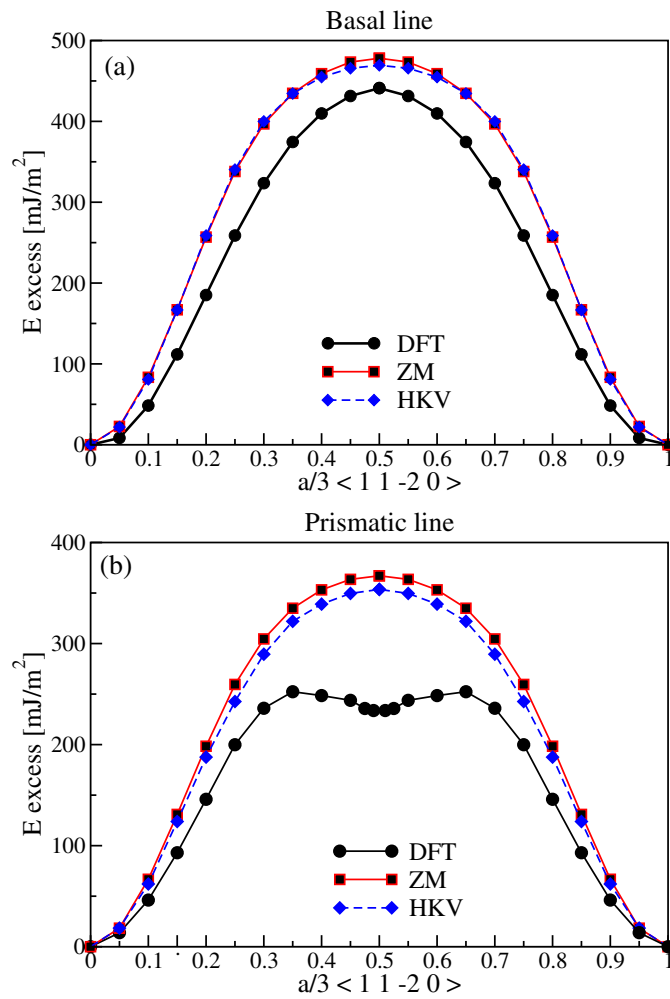 Basal line
(a)
E excess [mJ/m²]
500
400
300
200
100
0
DFT
ZM
HKV
0 0.1 0.2 0.3 0.4 0.5 0.6 0.7 0.8 0.9 1
a/3 < 1 1 -2 0 >
Prismatic line
(b)
E excess [mJ/m²]
400
300
200
100
0
DFT
ZM
HKV
0 0.1 0.2 0.3 0.4 0.5 0.6 0.7 0.8 0.9 1
a/3 < 1 1 -2 0 >